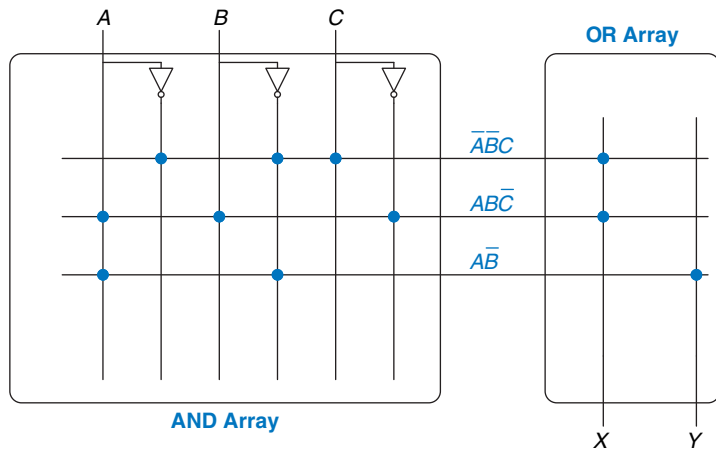 A B C
OR Array
A̅B̅C
ABC̅
AB̅
AND Array
X Y